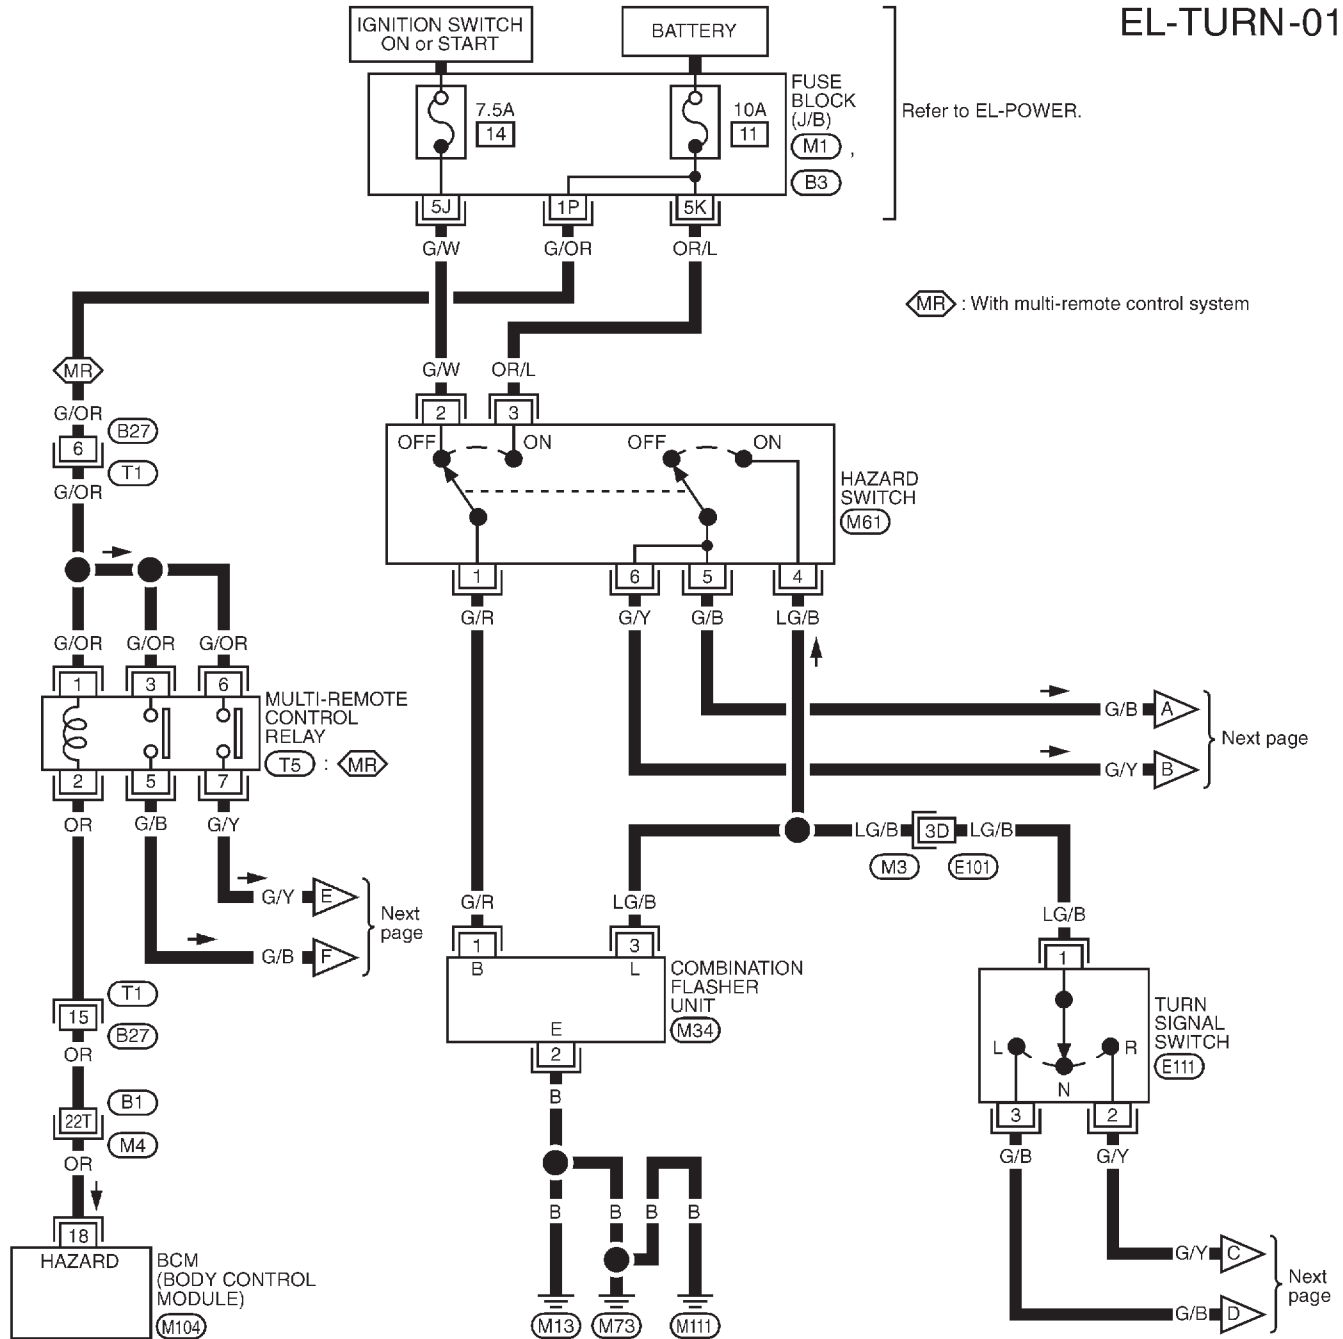 EL-TURN-01
IGNITION SWITCH
ON or START
BATTERY
7.5A
14
10A
11
FUSE
BLOCK
(J/B)
M1 ,
B3
Refer to EL-POWER.
5J
1P
5K
G/W
G/OR
OR/L
MR : With multi-remote control system
MR
G/W
OR/L
G/OR
B27
6
T1
G/OR
2
3
OFF
ON
OFF
ON
HAZARD
SWITCH
M61
1
6
5
4
G/R
G/Y
G/B
LG/B
G/OR
G/OR
G/OR
1
3
6
MULTI-REMOTE
CONTROL
RELAY
T5 : MR
2
5
7
OR
G/B
G/Y
G/B
A
G/Y
B
Next page
G/Y
E
G/B
F
Next
page
LG/B
3D
LG/B
M3
E101
G/R
LG/B
LG/B
1
3
B
L
COMBINATION
FLASHER
UNIT
M34
E
2
B
1
TURN
SIGNAL
SWITCH
E111
L
R
N
3
2
G/B
G/Y
T1
15
B27
OR
B1
22T
M4
OR
18
HAZARD
BCM
(BODY CONTROL
MODULE)
M104
B
B
B
B
M13
M73
M111
G/Y
C
G/B
D
Next
page